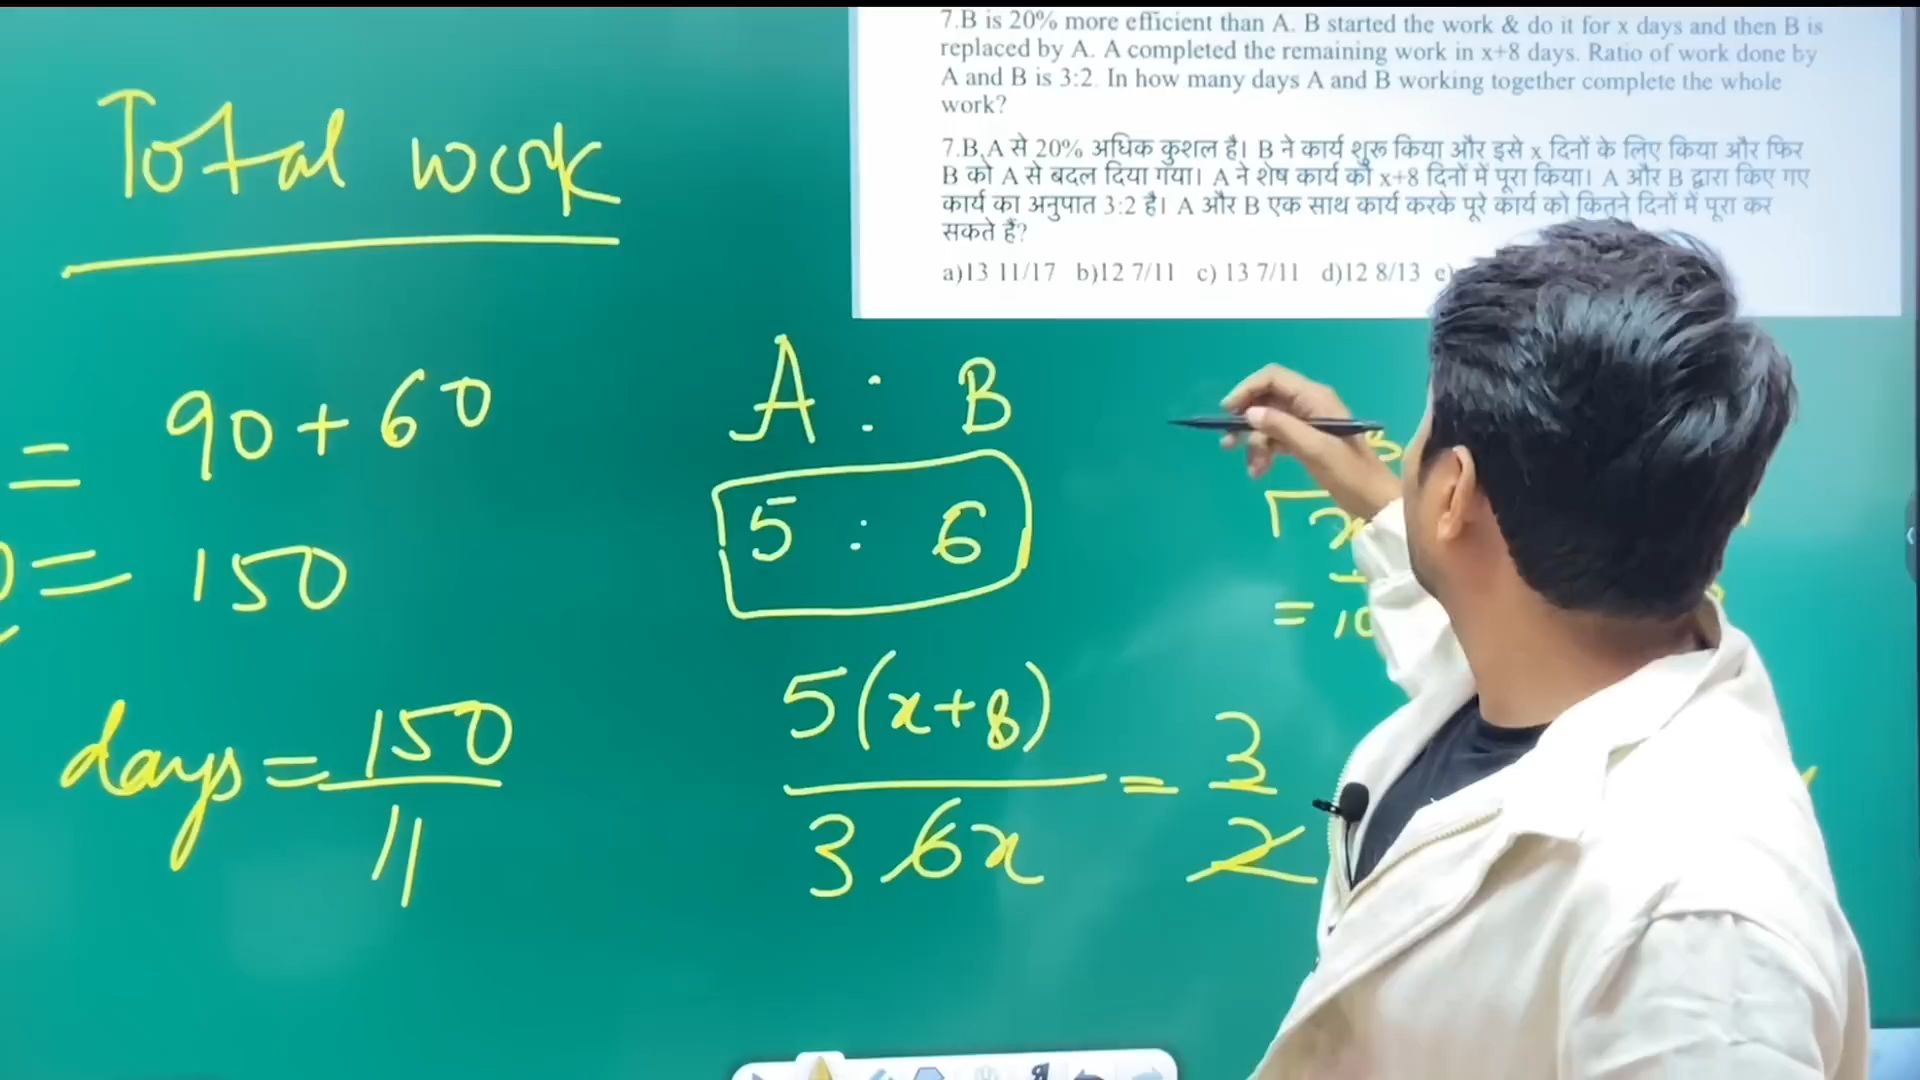 7.B is 20% more efficient than A. B started the work & do it for x days and then B is
replaced by A. A completed the remaining work in x+8 days. Ratio of work done by
A and B is 3:2. In how many days A and B working together complete the whole
work?
7.B,A से 20% अधिक कुशल है। B ने कार्य शुरू किया और इसे x दिनों के लिए किया और फिर
B को A से बदल दिया गया। A ने शेष कार्य को x+8 दिनों में पूरा किया। A और B द्वारा किए गए
कार्य का अनुपात 3:2 है। A और B एक साथ कार्य करके पूरे कार्य को कितने दिनों में पूरा कर
सकते हैं?
a)13 11/17 b)12 7/11 c) 13 7/11 d)12 8/13 e)
Total work
= 90+60
= 150
days = 150
11
A : B
5 : 6
5(x+8)
3 6x
= 3
2
= 10